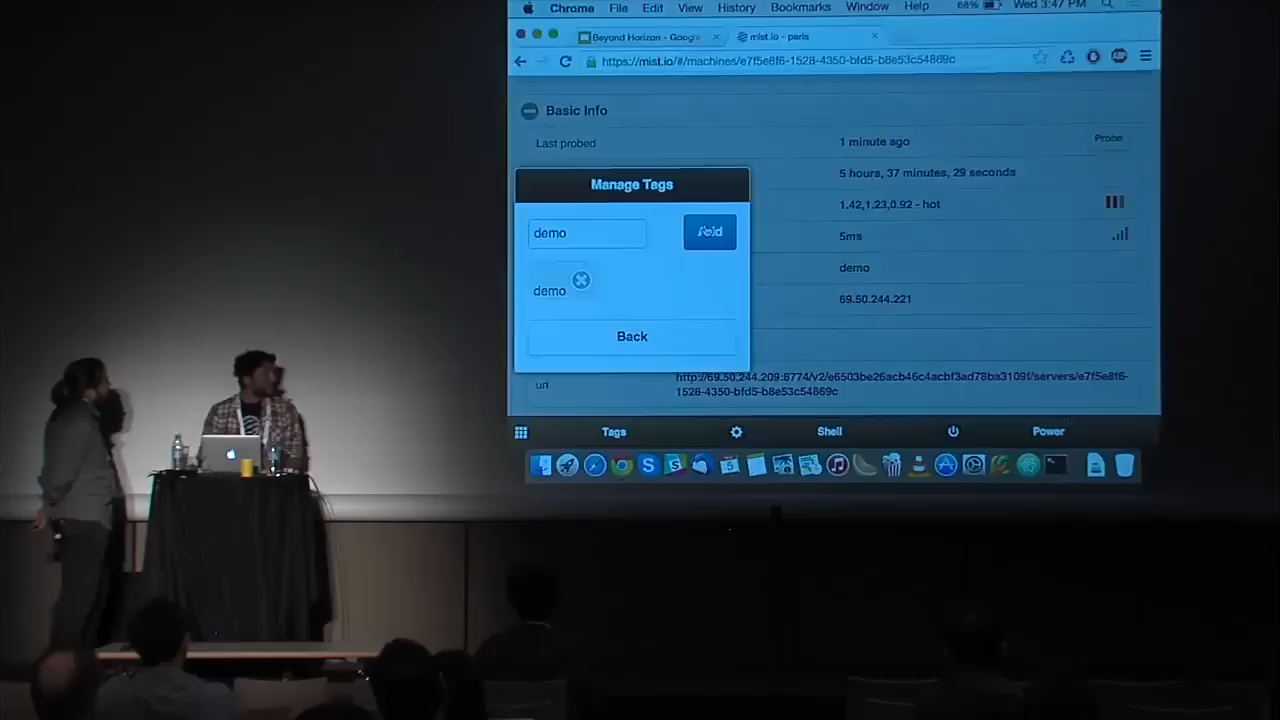 Chrome File Edit View History Bookmarks Window Help 68% Wed 3:47 PM
Beyond Horizon - Google mist.io - paris
https://mist.io/#/machines/e7f5e8f6-1528-4350-bfd5-b8e53c54869c
Basic Info
Last probed 1 minute ago Probe
5 hours, 37 minutes, 29 seconds
Manage Tags
1.42,1.23,0.92 - hot
demo Add
5ms
demo
demo
69.50.244.221
Back
uri http://69.50.244.209:8774/v2/e6503be26acb46c4acbf3ad78ba3109f/servers/e7f5e8f6-
1528-4350-bfd5-b8e53c54869c
Tags Shell Power